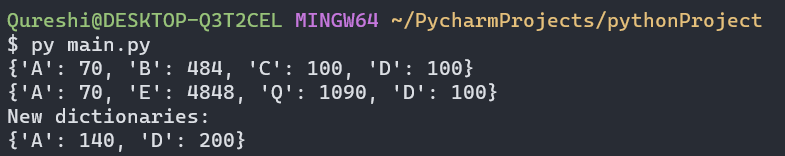 Qureshi@DESKTOP-Q3T2CEL MINGW64 ~/PycharmProjects/pythonProject
$ py main.py
{'A': 70, 'B': 484, 'C': 100, 'D': 100}
{'A': 70, 'E': 4848, 'Q': 1090, 'D': 100}
New dictionaries:
{'A': 140, 'D': 200}